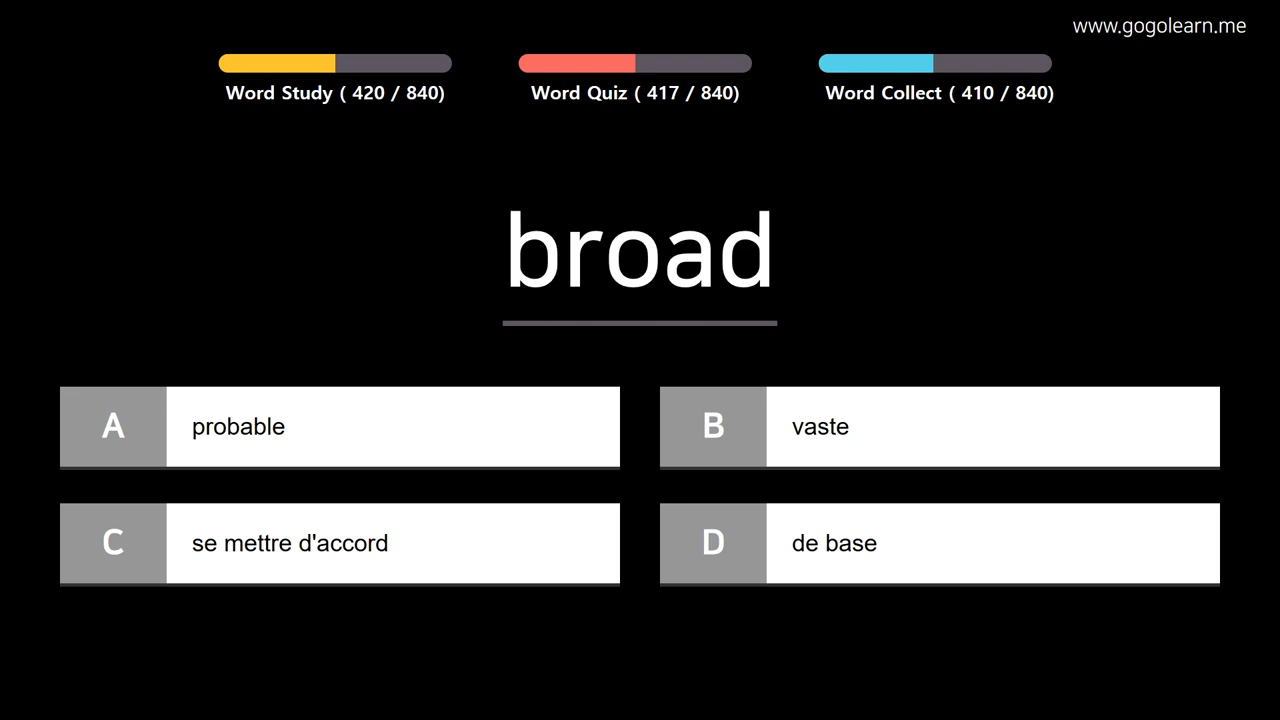 www.gogolearn.me
Word Study ( 420 / 840)
Word Quiz ( 417 / 840)
Word Collect ( 410 / 840)
broad
A probable
B vaste
C se mettre d'accord
D de base